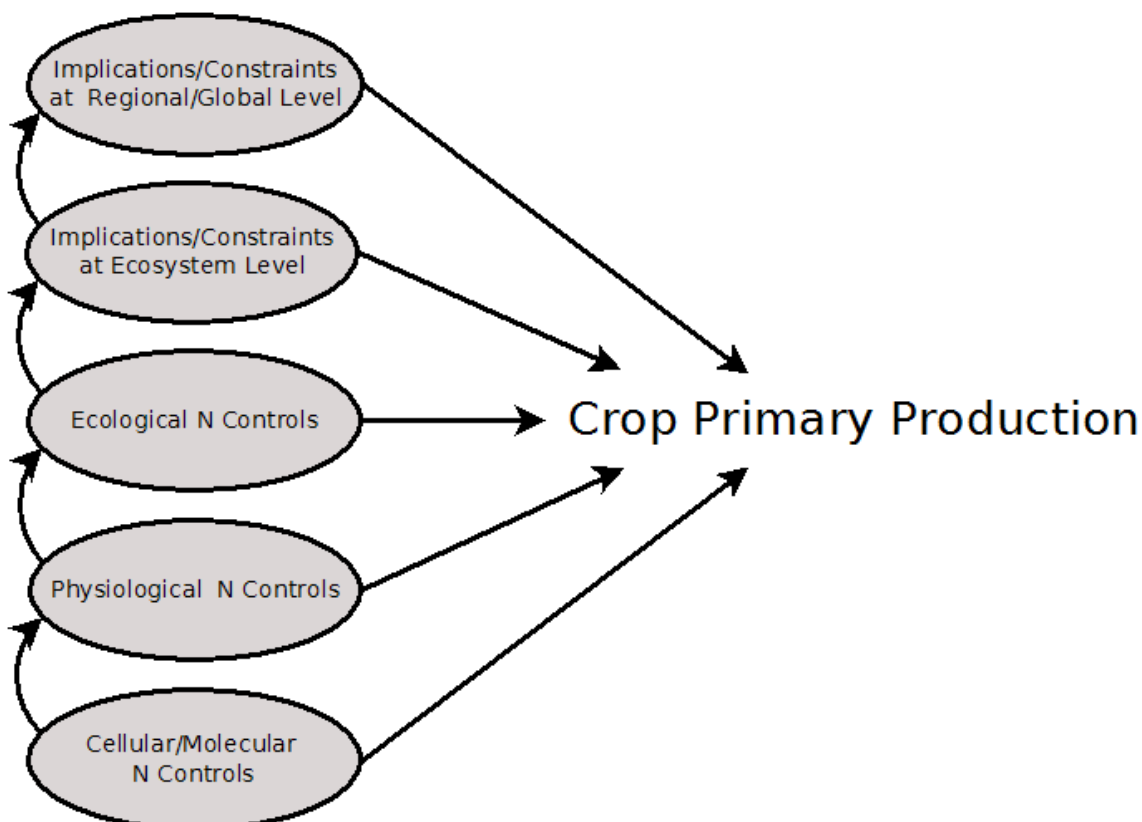 Implications/Constraints
at  Regional/Global Level
Implications/Constraints
at Ecosystem Level
Ecological N Controls
Crop Primary Production
Physiological  N Controls
Cellular/Molecular
N Controls